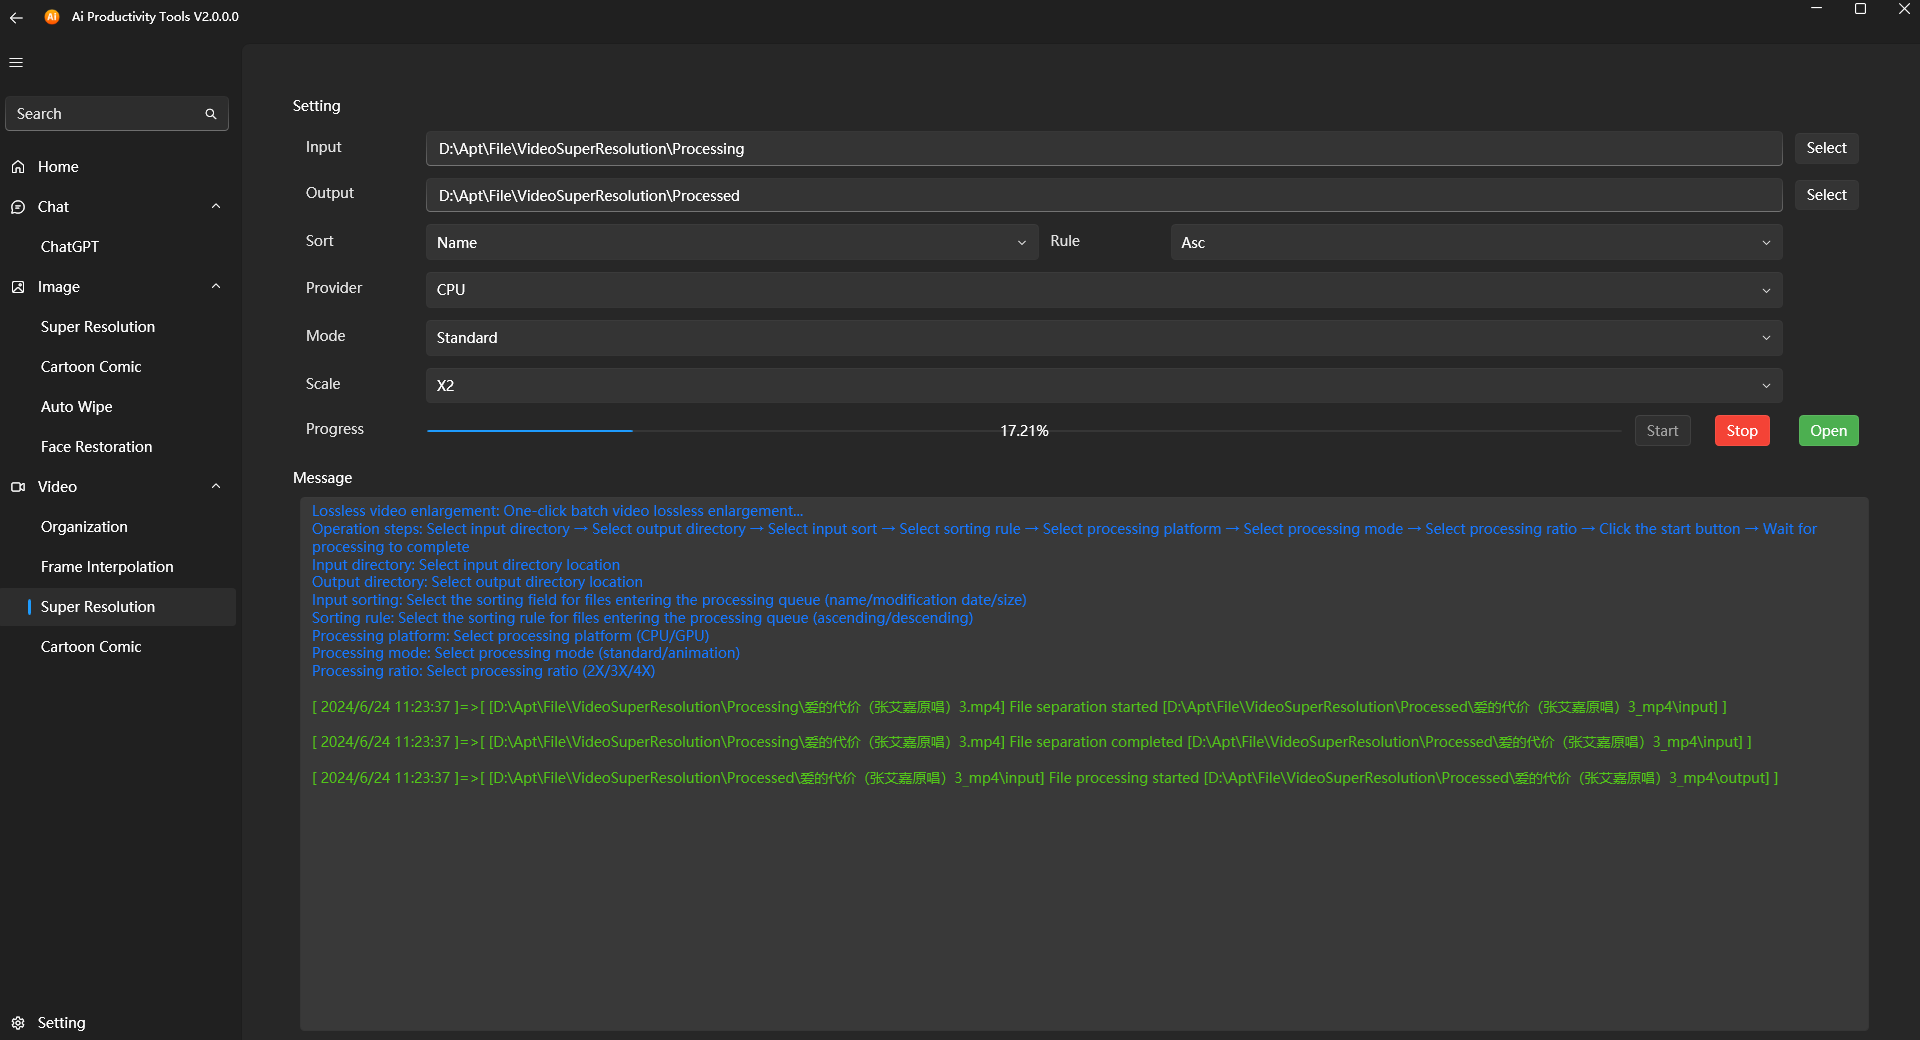 Ai Productivity Tools V2.0.0.0
Search
Home
Chat
ChatGPT
Image
Super Resolution
Cartoon Comic
Auto Wipe
Face Restoration
Video
Organization
Frame Interpolation
Super Resolution
Cartoon Comic
Setting
Setting
Input D:\Apt\File\VideoSuperResolution\Processing Select
Output D:\Apt\File\VideoSuperResolution\Processed Select
Sort Name Rule Asc
Provider CPU
Mode Standard
Scale X2
Progress 17.21% Start Stop Open
Message
Lossless video enlargement: One-click batch video lossless enlargement...
Operation steps: Select input directory → Select output directory → Select input sort → Select sorting rule → Select processing platform → Select processing mode → Select processing ratio → Click the start button → Wait for
processing to complete
Input directory: Select input directory location
Output directory: Select output directory location
Input sorting: Select the sorting field for files entering the processing queue (name/modification date/size)
Sorting rule: Select the sorting rule for files entering the processing queue (ascending/descending)
Processing platform: Select processing platform (CPU/GPU)
Processing mode: Select processing mode (standard/animation)
Processing ratio: Select processing ratio (2X/3X/4X)
[ 2024/6/24 11:23:37 ]=>[ [D:\Apt\File\VideoSuperResolution\Processing\爱的代价（张艾嘉原唱）3.mp4] File separation started [D:\Apt\File\VideoSuperResolution\Processed\爱的代价（张艾嘉原唱）3_mp4\input] ]
[ 2024/6/24 11:23:37 ]=>[ [D:\Apt\File\VideoSuperResolution\Processing\爱的代价（张艾嘉原唱）3.mp4] File separation completed [D:\Apt\File\VideoSuperResolution\Processed\爱的代价（张艾嘉原唱）3_mp4\input] ]
[ 2024/6/24 11:23:37 ]=>[ [D:\Apt\File\VideoSuperResolution\Processed\爱的代价（张艾嘉原唱）3_mp4\input] File processing started [D:\Apt\File\VideoSuperResolution\Processed\爱的代价（张艾嘉原唱）3_mp4\output] ]